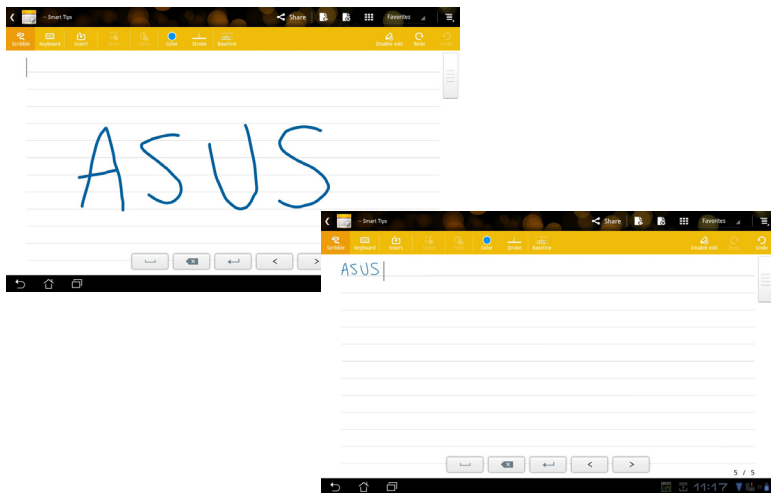 -- Smart Tips Share Favorites
Scribble Keyboard Insert Color Stroke Baseline Disable edit Redo
ASUS
-- Smart Tips Share Favorites
Scribble Keyboard Insert Color Stroke Baseline Disable edit Undo
ASUS
5 / 5
11:17